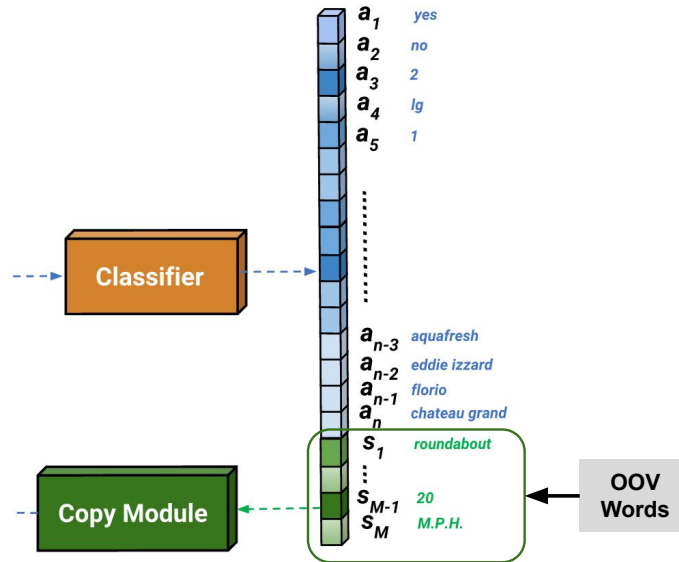 a1 yes
a2 no
a3 2
a4 lg
a5 1
Classifier
an-3 aquafresh
an-2 eddie izzard
an-1 florio
an chateau grand
s1 roundabout
sM-1 20
sM M.P.H.
Copy Module
OOV
Words